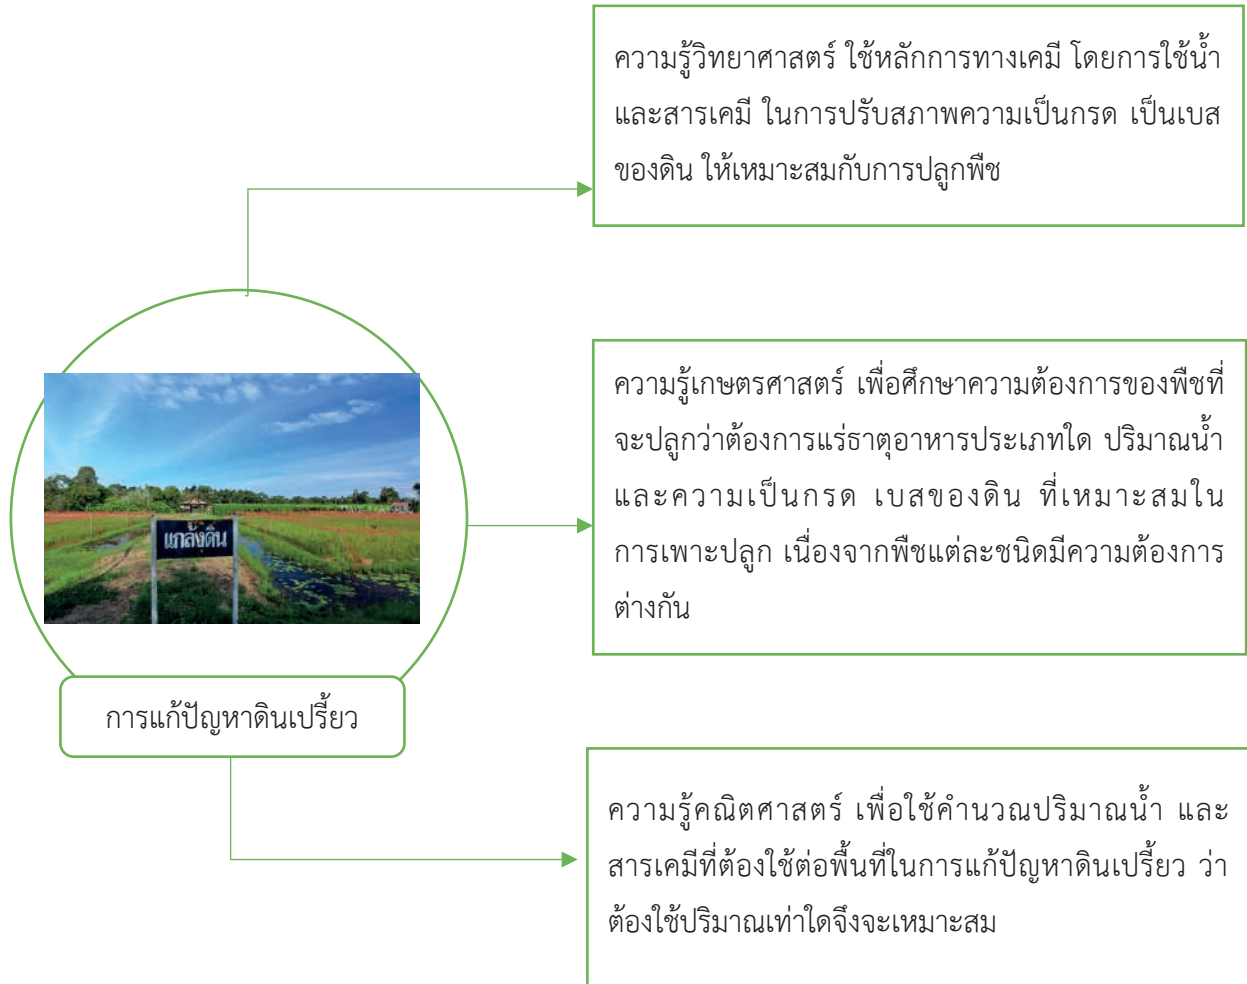 ความรู้วิทยาศาสตร์ ใช้หลักการทางเคมี โดยการใช้น้ำ
และสารเคมี ในการปรับสภาพความเป็นกรด เป็นเบส
ของดิน ให้เหมาะสมกับการปลูกพืช
ความรู้เกษตรศาสตร์ เพื่อศึกษาความต้องการของพืชที่
จะปลูกว่าต้องการแร่ธาตุอาหารประเภทใด ปริมาณน้ำ
และความเป็นกรด เบสของดิน ที่เหมาะสมใน
การเพาะปลูก เนื่องจากพืชแต่ละชนิดมีความต้องการ
ต่างกัน
แกล้งดิน
การแก้ปัญหาดินเปรี้ยว
ความรู้คณิตศาสตร์ เพื่อใช้คำนวณปริมาณน้ำ และ
สารเคมีที่ต้องใช้ต่อพื้นที่ในการแก้ปัญหาดินเปรี้ยว ว่า
ต้องใช้ปริมาณเท่าใดจึงจะเหมาะสม